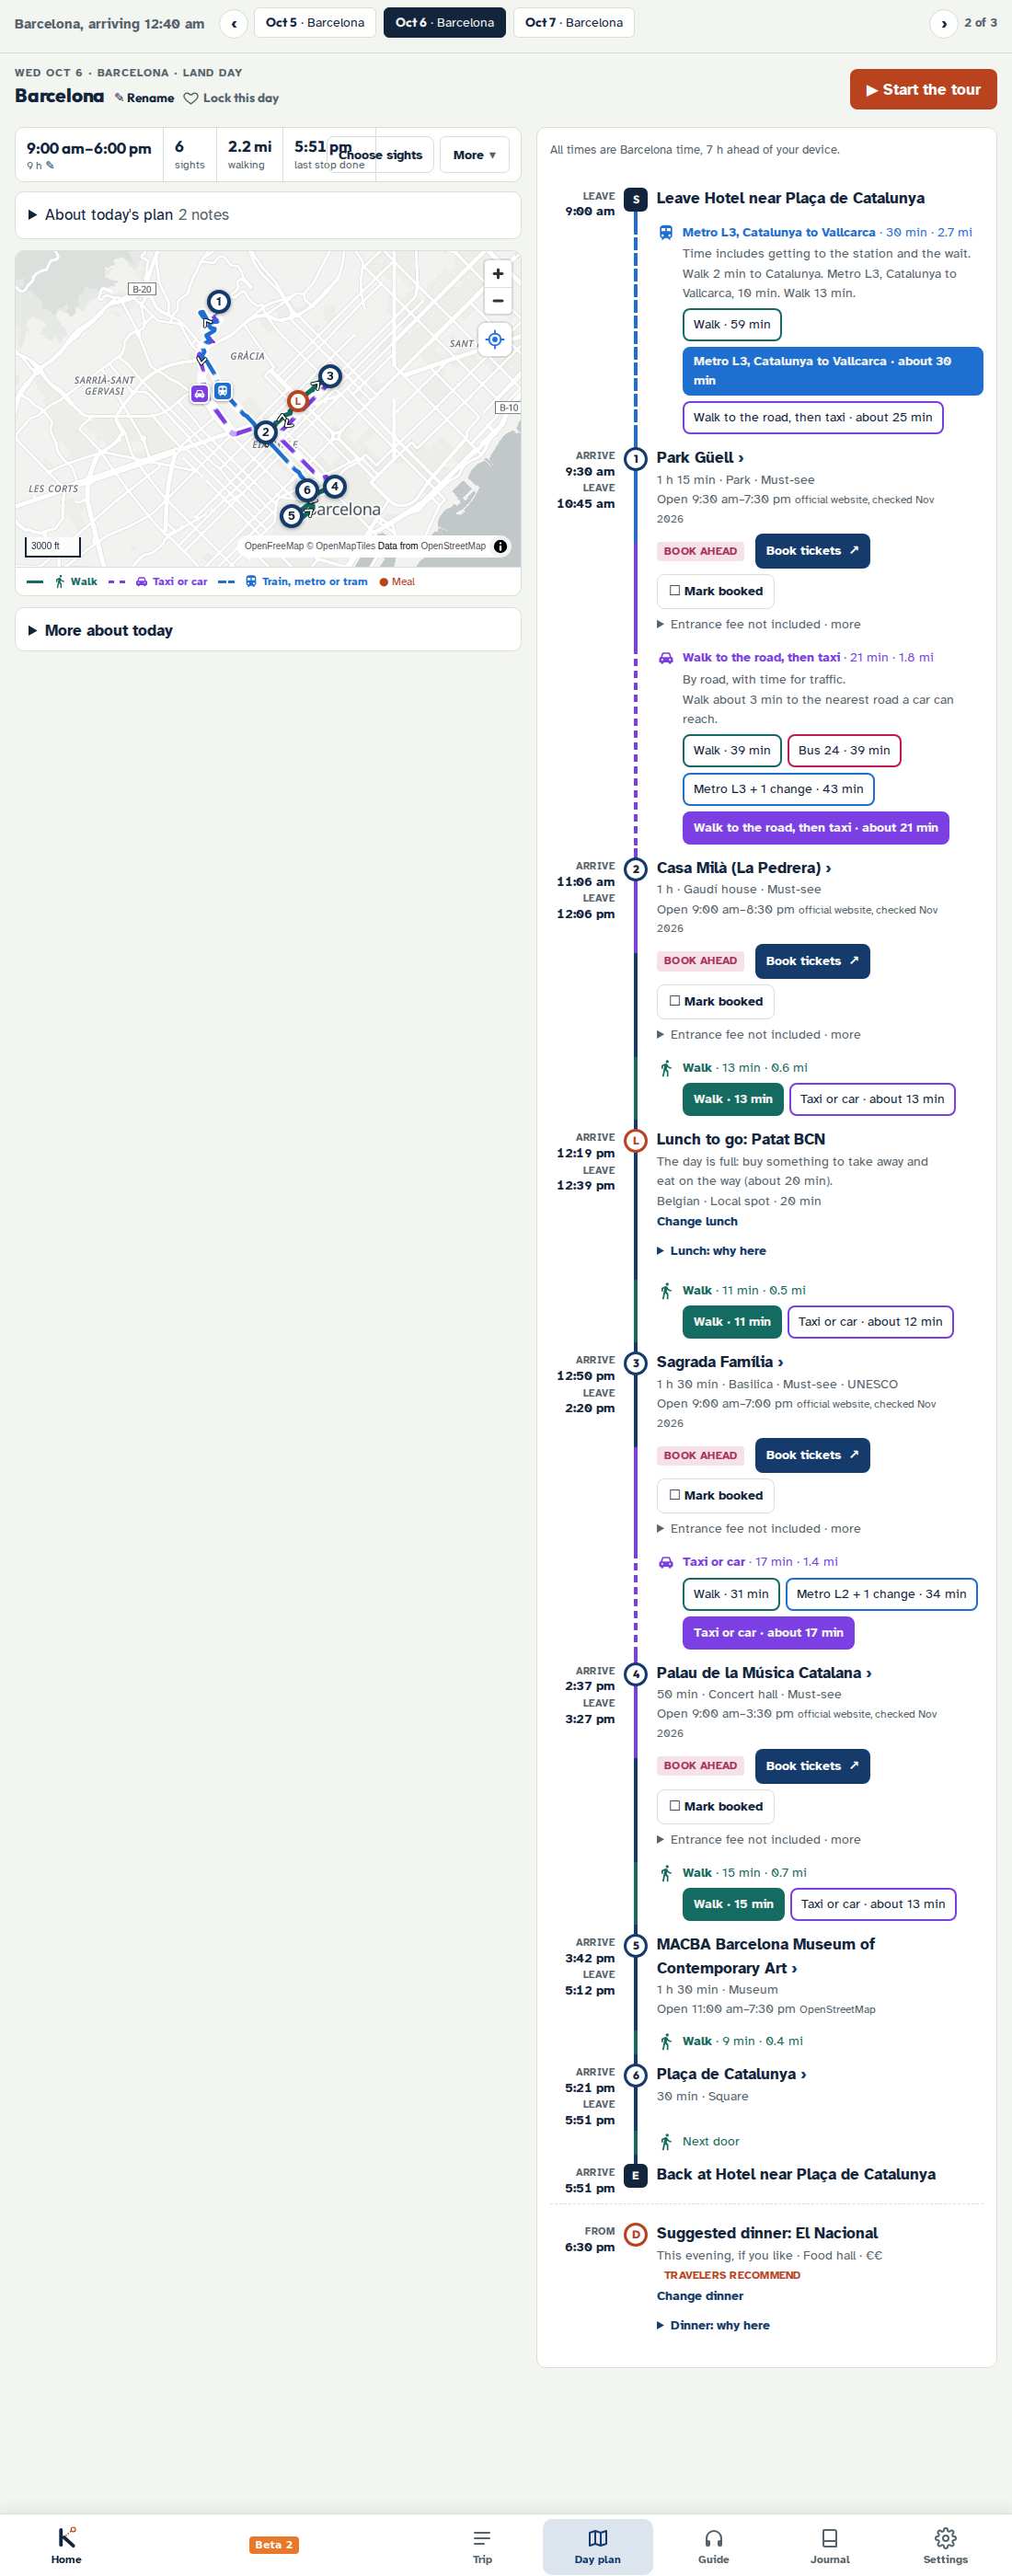 Barcelona, arriving 12:40 am
‹
Oct 5 · Barcelona
Oct 6 · Barcelona
Oct 7 · Barcelona
›
2 of 3
WED OCT 6 · BARCELONA · LAND DAY
Barcelona
✎ Rename
Lock this day
▶ Start the tour
9:00 am–6:00 pm
9 h ✎
6
sights
2.2 mi
walking
5:51 pm
last stop done
Choose sights
More ▾
▶ About today's plan 2 notes
B-20
1
GRÀCIA
SANT
SARRIÀ-SANT
GERVASI
3
L
B-10
2
E
LES CORTS
6
4
5
arcelona
+
−
3000 ft
OpenFreeMap © OpenMapTiles Data from OpenStreetMap
Walk
Taxi or car
Train, metro or tram
Meal
▶ More about today
All times are Barcelona time, 7 h ahead of your device.
LEAVE
9:00 am
S
Leave Hotel near Plaça de Catalunya
Metro L3, Catalunya to Vallcarca · 30 min · 2.7 mi
Time includes getting to the station and the wait.
Walk 2 min to Catalunya. Metro L3, Catalunya to
Vallcarca, 10 min. Walk 13 min.
Walk · 59 min
Metro L3, Catalunya to Vallcarca · about 30
min
Walk to the road, then taxi · about 25 min
ARRIVE
9:30 am
LEAVE
10:45 am
1
Park Güell ›
1 h 15 min · Park · Must-see
Open 9:30 am–7:30 pm official website, checked Nov
2026
BOOK AHEAD
Book tickets ↗
☐ Mark booked
▶ Entrance fee not included · more
Walk to the road, then taxi · 21 min · 1.8 mi
By road, with time for traffic.
Walk about 3 min to the nearest road a car can
reach.
Walk · 39 min
Bus 24 · 39 min
Metro L3 + 1 change · 43 min
Walk to the road, then taxi · about 21 min
ARRIVE
11:06 am
LEAVE
12:06 pm
2
Casa Milà (La Pedrera) ›
1 h · Gaudí house · Must-see
Open 9:00 am–8:30 pm official website, checked Nov
2026
BOOK AHEAD
Book tickets ↗
☐ Mark booked
▶ Entrance fee not included · more
Walk · 13 min · 0.6 mi
Walk · 13 min
Taxi or car · about 13 min
ARRIVE
12:19 pm
LEAVE
12:39 pm
L
Lunch to go: Patat BCN
The day is full: buy something to take away and
eat on the way (about 20 min).
Belgian · Local spot · 20 min
Change lunch
▶ Lunch: why here
Walk · 11 min · 0.5 mi
Walk · 11 min
Taxi or car · about 12 min
ARRIVE
12:50 pm
LEAVE
2:20 pm
3
Sagrada Família ›
1 h 30 min · Basilica · Must-see · UNESCO
Open 9:00 am–7:00 pm official website, checked Nov
2026
BOOK AHEAD
Book tickets ↗
☐ Mark booked
▶ Entrance fee not included · more
Taxi or car · 17 min · 1.4 mi
Walk · 31 min
Metro L2 + 1 change · 34 min
Taxi or car · about 17 min
ARRIVE
2:37 pm
LEAVE
3:27 pm
4
Palau de la Música Catalana ›
50 min · Concert hall · Must-see
Open 9:00 am–3:30 pm official website, checked Nov
2026
BOOK AHEAD
Book tickets ↗
☐ Mark booked
▶ Entrance fee not included · more
Walk · 15 min · 0.7 mi
Walk · 15 min
Taxi or car · about 13 min
ARRIVE
3:42 pm
LEAVE
5:12 pm
5
MACBA Barcelona Museum of
Contemporary Art ›
1 h 30 min · Museum
Open 11:00 am–7:30 pm OpenStreetMap
Walk · 9 min · 0.4 mi
ARRIVE
5:21 pm
LEAVE
5:51 pm
6
Plaça de Catalunya ›
30 min · Square
Next door
ARRIVE
5:51 pm
E
Back at Hotel near Plaça de Catalunya
FROM
6:30 pm
D
Suggested dinner: El Nacional
This evening, if you like · Food hall · €€
TRAVELERS RECOMMEND
Change dinner
▶ Dinner: why here
Home
Beta 2
Trip
Day plan
Guide
Journal
Settings